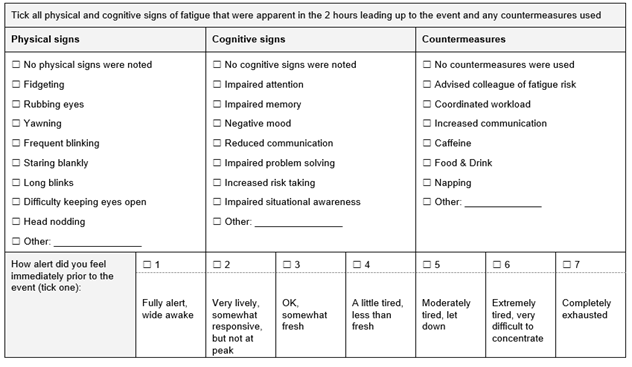 Tick all physical and cognitive signs of fatigue that were apparent in the 2 hours leading up to the event and any countermeasures used
Physical signs
☐ No physical signs were noted
☐ Fidgeting
☐ Rubbing eyes
☐ Yawning
☐ Frequent blinking
☐ Staring blankly
☐ Long blinks
☐ Difficulty keeping eyes open
☐ Head nodding
☐ Other: ________________
Cognitive signs
☐ No cognitive signs were noted
☐ Impaired attention
☐ Impaired memory
☐ Negative mood
☐ Reduced communication
☐ Impaired problem solving
☐ Increased risk taking
☐ Impaired situational awareness
☐ Other: ________________
Countermeasures
☐ No countermeasures were used
☐ Advised colleague of fatigue risk
☐ Coordinated workload
☐ Increased communication
☐ Caffeine
☐ Food & Drink
☐ Napping
☐ Other: ______________
How alert did you feel
immediately prior to the
event (tick one):
☐ 1
Fully alert,
wide awake
☐ 2
Very lively,
somewhat
responsive,
but not at
peak
☐ 3
OK,
somewhat
fresh
☐ 4
A little tired,
less than
fresh
☐ 5
Moderately
tired, let
down
☐ 6
Extremely
tired, very
difficult to
concentrate
☐ 7
Completely
exhausted